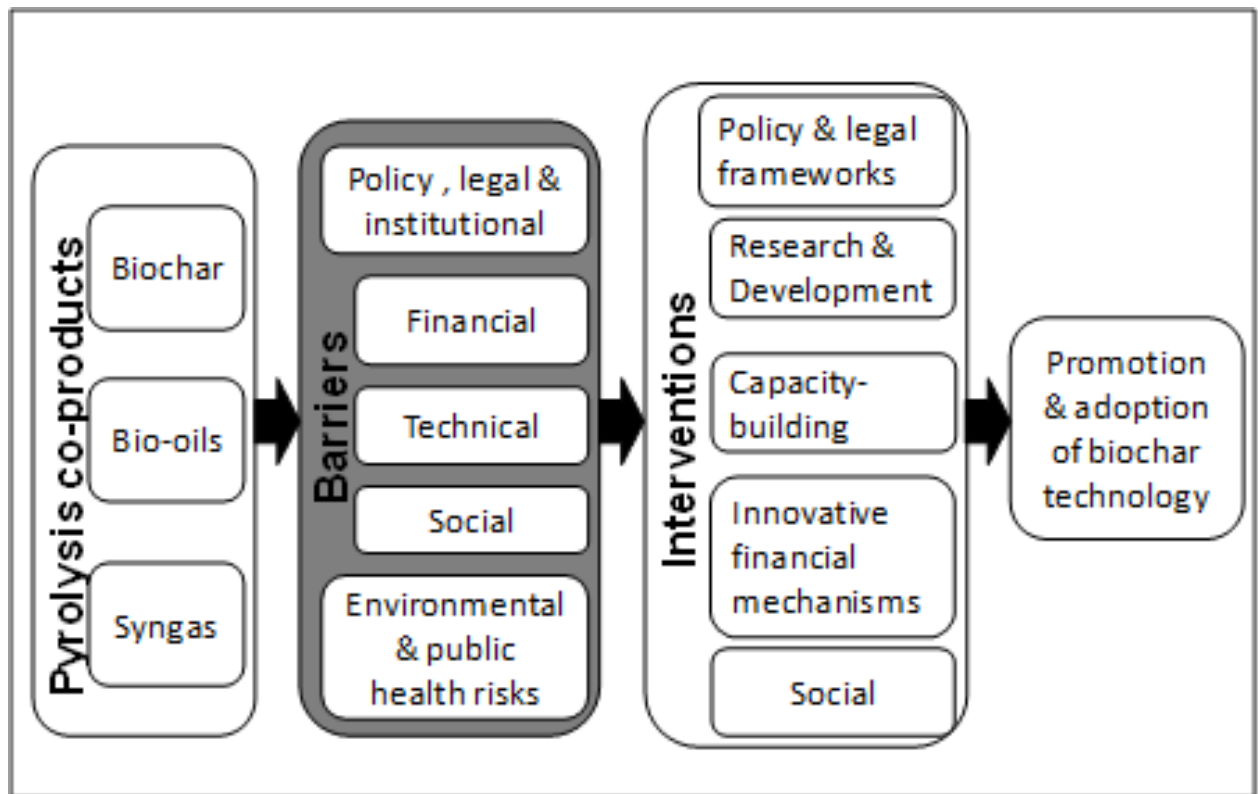 Pyrolysis co-products
Biochar
Bio-oils
Syngas
Barriers
Policy , legal &
institutional
Financial
Technical
Social
Environmental
& public
health risks
Interventions
Policy & legal
frameworks
Research &
Development
Capacity-
building
Innovative
financial
mechanisms
Social
Promotion
& adoption
of biochar
technology